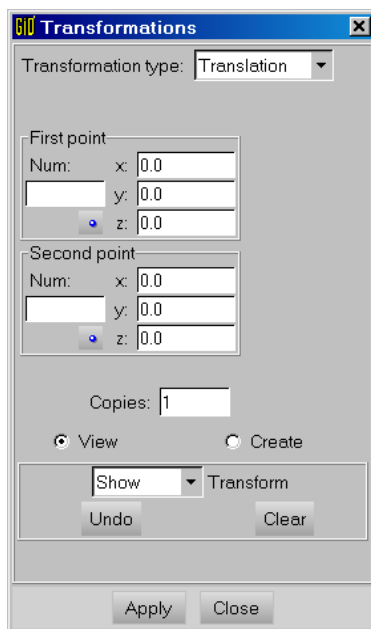 GiD Transformations
Transformation type: Translation
First point
Num: x: 0.0
y: 0.0
z: 0.0
Second point
Num: x: 0.0
y: 0.0
z: 0.0
Copies: 1
View Create
Show Transform
Undo Clear
Apply Close